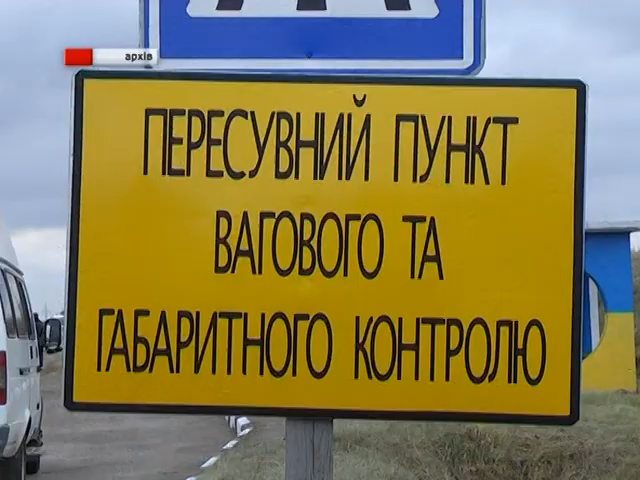 архів
ПЕРЕСУВНИЙ ПУНКТ
ВАГОВОГО ТА
ГАБАРИТНОГО КОНТРОЛЮ